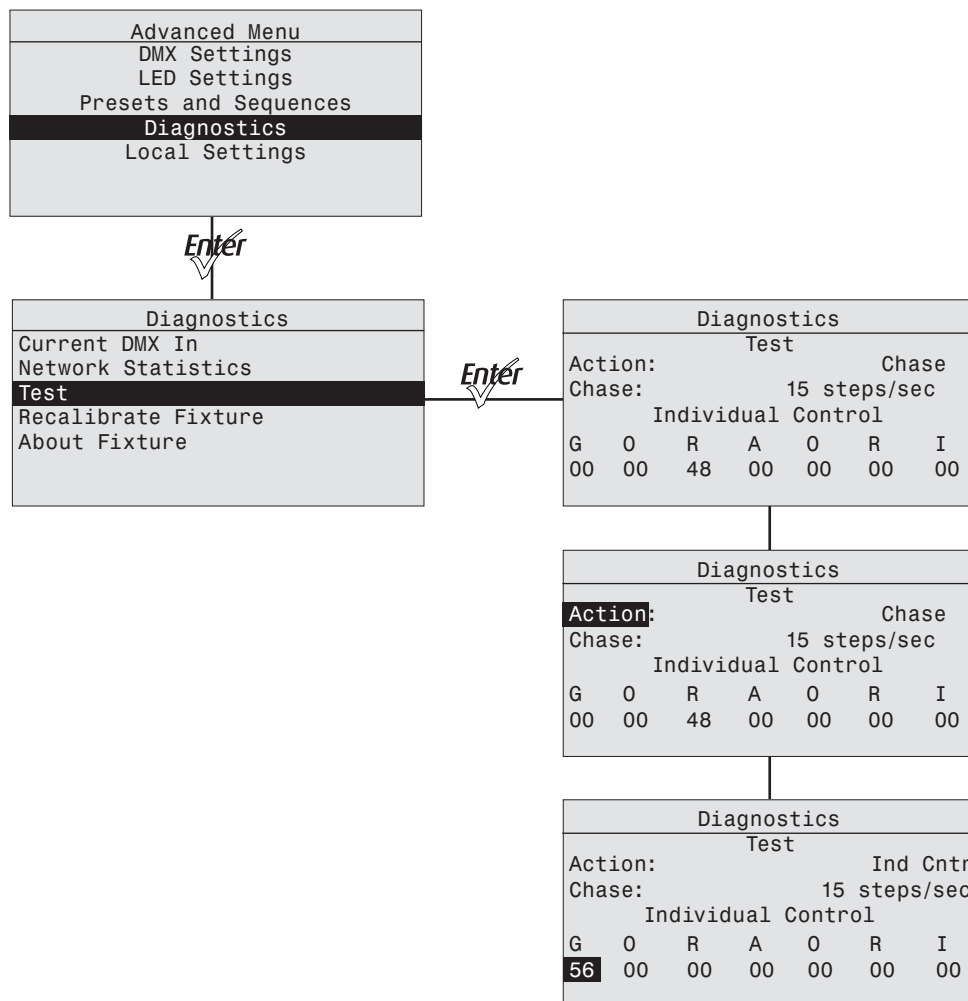 Advanced Menu
DMX Settings
LED Settings
Presets and Sequences
Diagnostics
Local Settings
Enter
Diagnostics
Current DMX In
Network Statistics
Test
Recalibrate Fixture
About Fixture
Enter
Diagnostics
Test
Action: Chase
Chase: 15 steps/sec
Individual Control
G O R A O R I
00 00 48 00 00 00 00
Diagnostics
Test
Action: Chase
Chase: 15 steps/sec
Individual Control
G O R A O R I
00 00 48 00 00 00 00
Diagnostics
Test
Action: Ind Cntr
Chase: 15 steps/sec
Individual Control
G O R A O R I
56 00 00 00 00 00 00